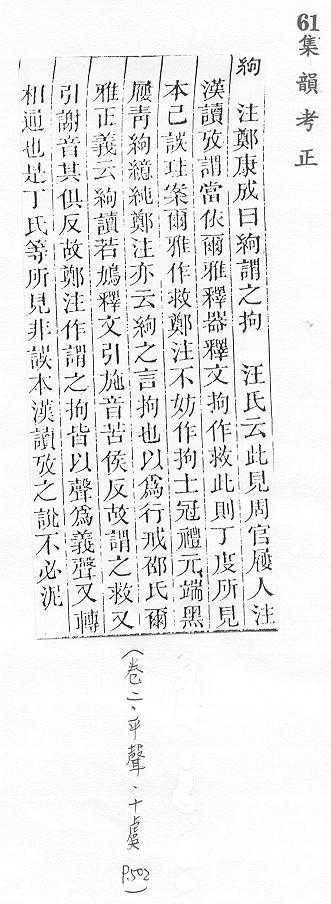 61
集韻考正
絇　注鄭康成曰絇謂之拘　汪氏云此見周官屨人注
漢讀攷謂當依爾雅釋器釋文拘作救此則丁度所見
本已誤珪案爾雅作救鄭注不妨作拘士冠禮元端黑
屨青絇繶純鄭注亦云絇之言拘也以爲行戒邵氏爾
雅正義云絇讀若鳩釋文引施音苦侯反故謂之救又
引謝音其俱反故鄭注作謂之拘皆以聲爲義聲又轉
相通也是丁氏等所見非誤本漢讀攷之說不必泥
(卷二・平聲・十虞 P.502)